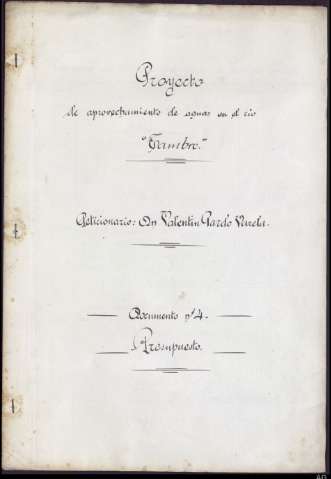 Proyecto
de aprovechamiento de aguas en el río
"Tambre."
Peticionario: Dn Valentín Pardo Varela.
Documento nº 4.
Presupuesto.